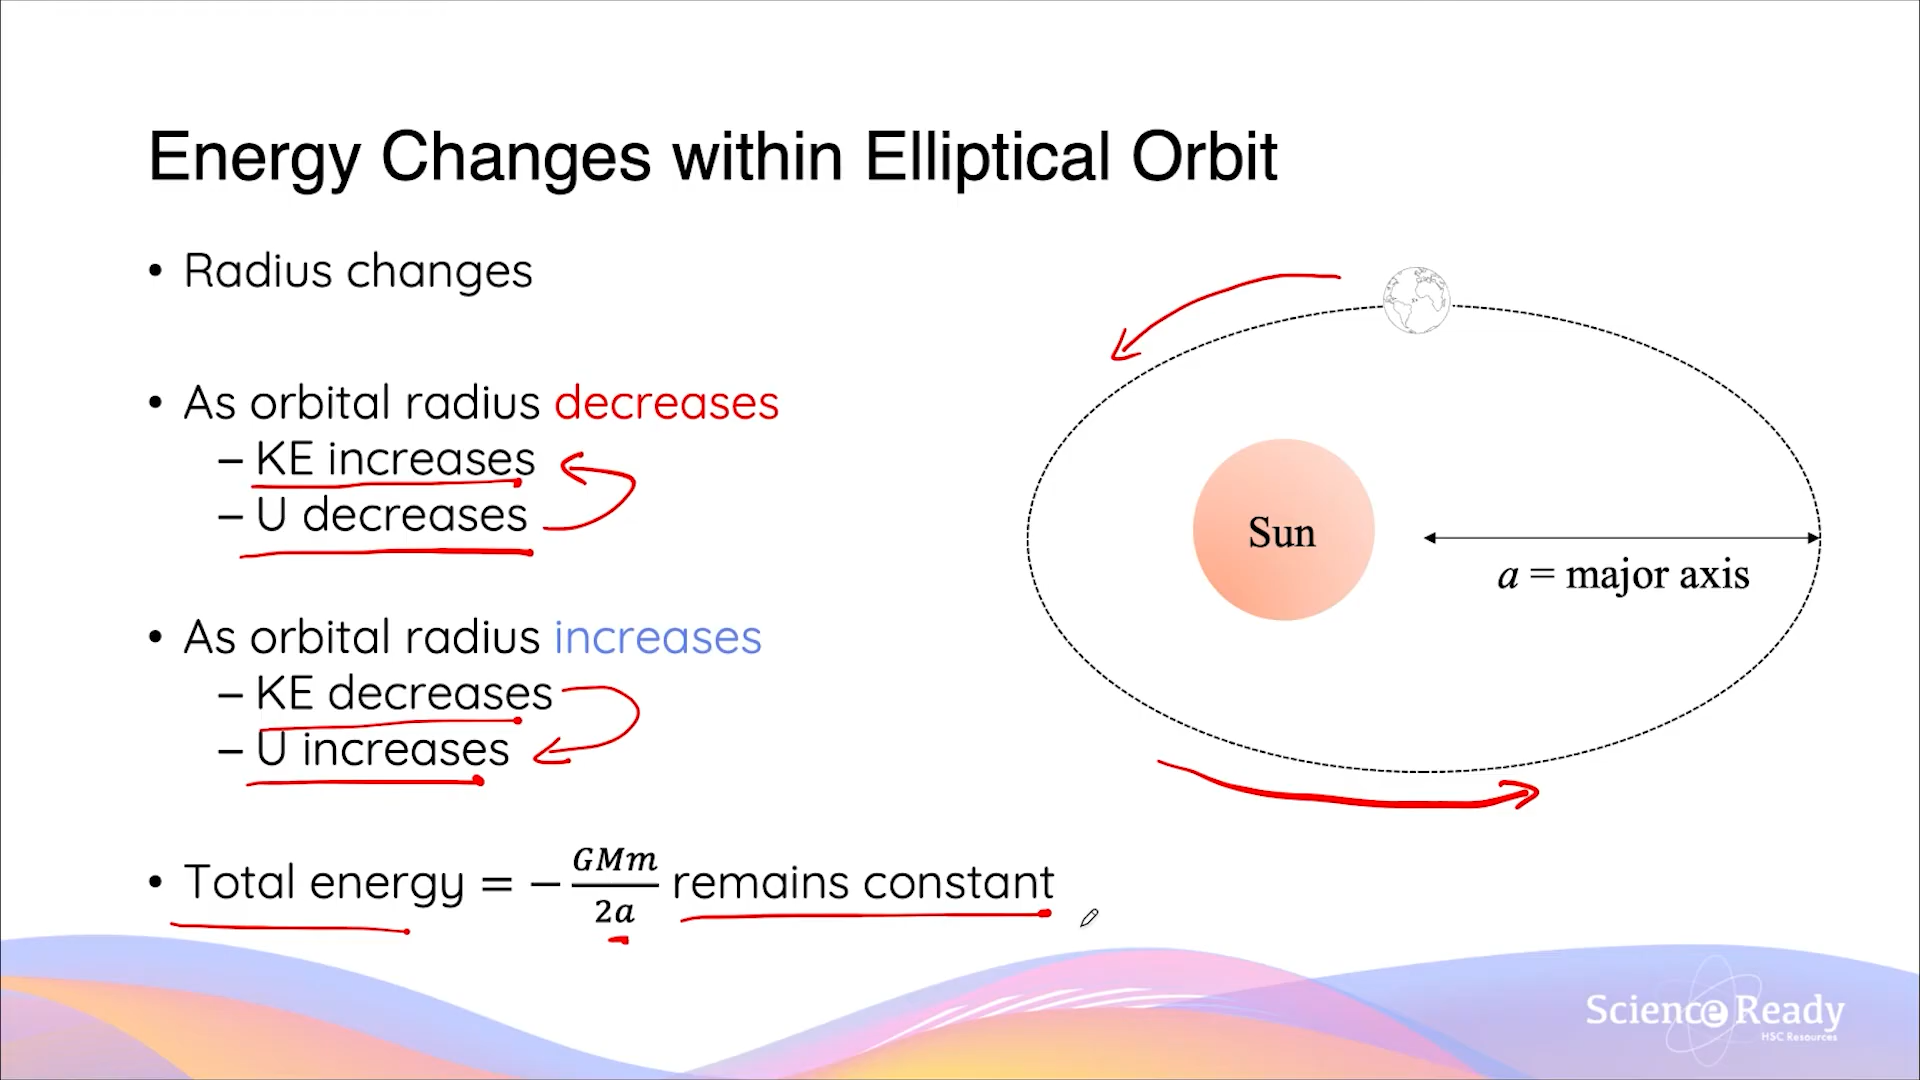 Energy Changes within Elliptical Orbit
• Radius changes
• As orbital radius decreases
– KE increases
– U decreases
• As orbital radius increases
– KE decreases
– U increases
• Total energy = −GMm/2a remains constant
Sun
a = major axis
Science Ready
HSC Resources